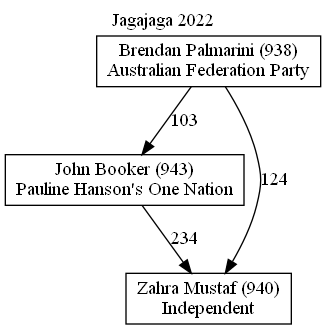 Jagajaga 2022
Brendan Palmarini (938)
Australian Federation Party
103
John Booker (943)
Pauline Hanson's One Nation
124
234
Zahra Mustaf (940)
Independent